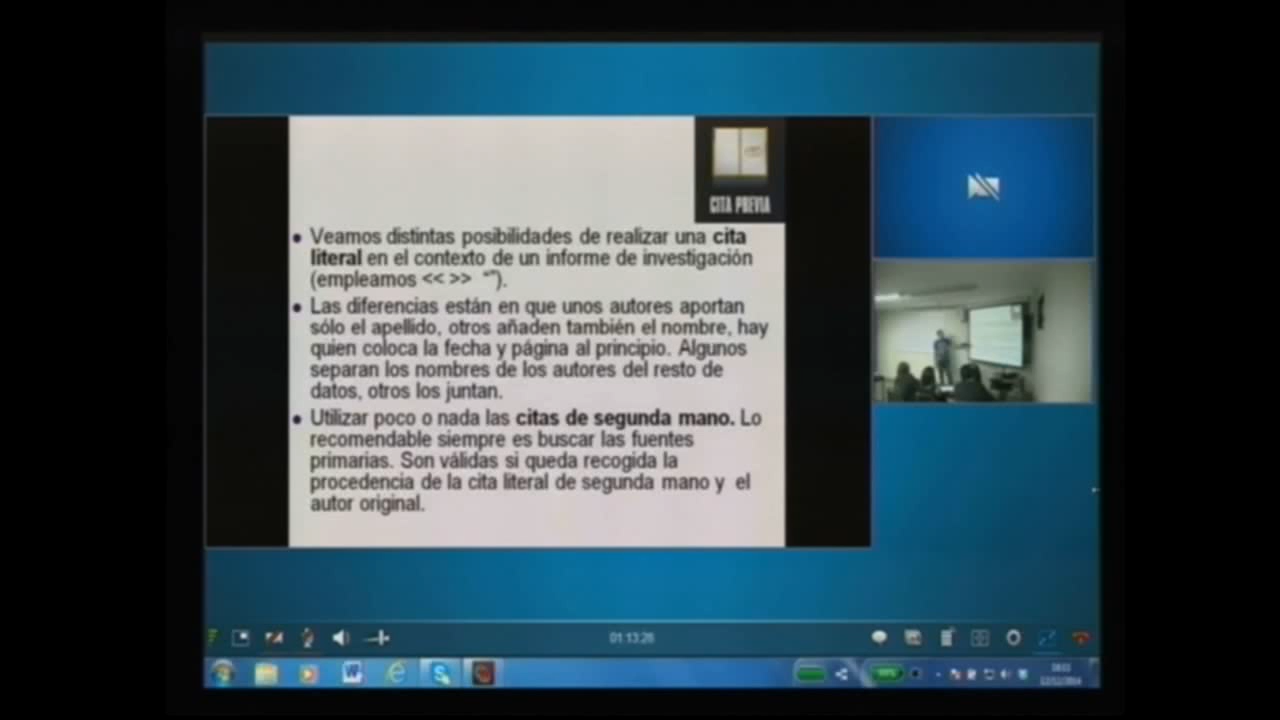 CITA PREVIA
Veamos distintas posibilidades de realizar una cita
literal en el contexto de un informe de investigación
(empleamos << >> “”).
Las diferencias están en que unos autores aportan
sólo el apellido, otros añaden también el nombre, hay
quien coloca la fecha y página al principio. Algunos
separan los nombres de los autores del resto de
datos, otros los juntan.
Utilizar poco o nada las citas de segunda mano. Lo
recomendable siempre es buscar las fuentes
primarias. Son válidas si queda recogida la
procedencia de la cita literal de segunda mano y el
autor original.
01:13:26